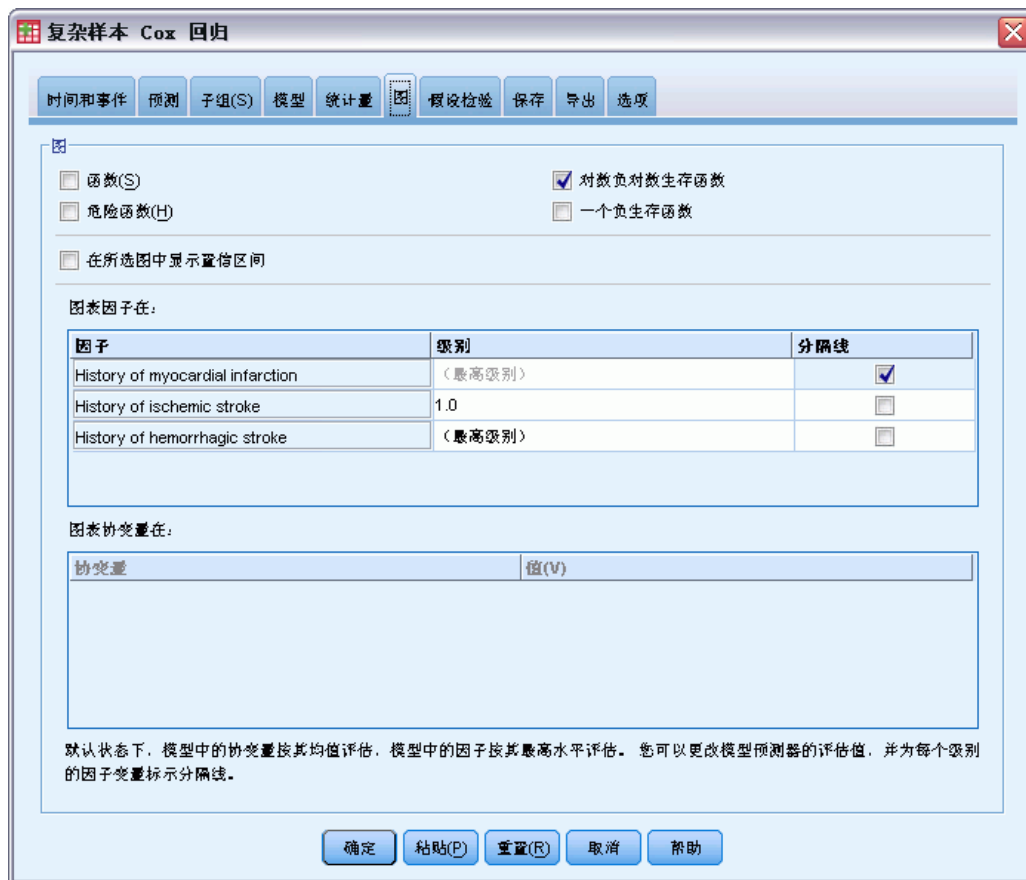 复杂样本 Cox 回归
时间和事件 预测 子组(S) 模型 统计量 图 假设检验 保存 导出 选项
图
函数(S) 对数负对数生存函数
危险函数(H) 一个负生存函数
在所选图中显示置信区间
图表因子在:
因子 级别 分隔线
History of myocardial infarction （最高级别）
History of ischemic stroke 1.0
History of hemorrhagic stroke （最高级别）
图表协变量在:
协变量 值(V)
默认状态下，模型中的协变量按其均值评估，模型中的因子按其最高水平评估。 您可以更改模型预测器的评估值，并为每个级别
的因子变量标示分隔线。
确定 粘贴(P) 重置(R) 取消 帮助